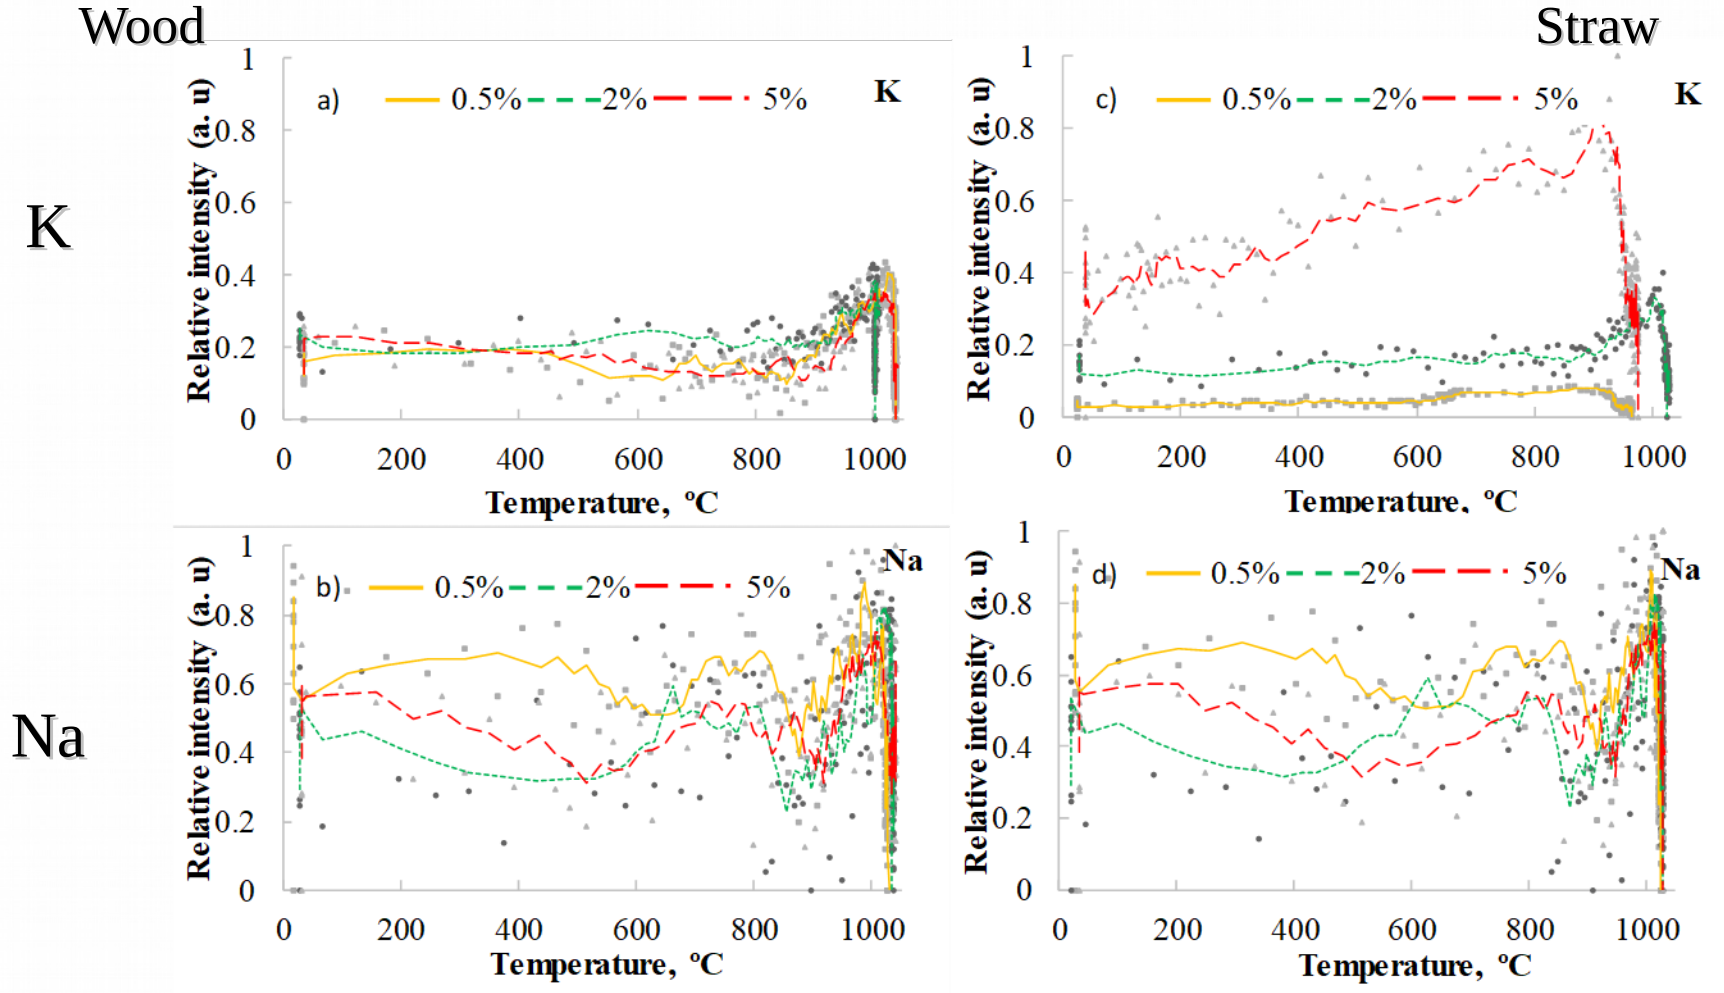 Wood
Straw
K
Na
a) 0.5% 2% 5% K
Relative intensity (a. u)
1
0.8
0.6
0.4
0.2
0
0 200 400 600 800 1000
Temperature, ºC
c) 0.5% 2% 5% K
Relative intensity (a. u)
1
0.8
0.6
0.4
0.2
0
0 200 400 600 800 1000
Temperature, ºC
b) 0.5% 2% 5% Na
Relative intensity (a. u)
1
0.8
0.6
0.4
0.2
0
0 200 400 600 800 1000
Temperature, ºC
d) 0.5% 2% 5% Na
Relative intensity (a. u)
1
0.8
0.6
0.4
0.2
0
0 200 400 600 800 1000
Temperature, ºC